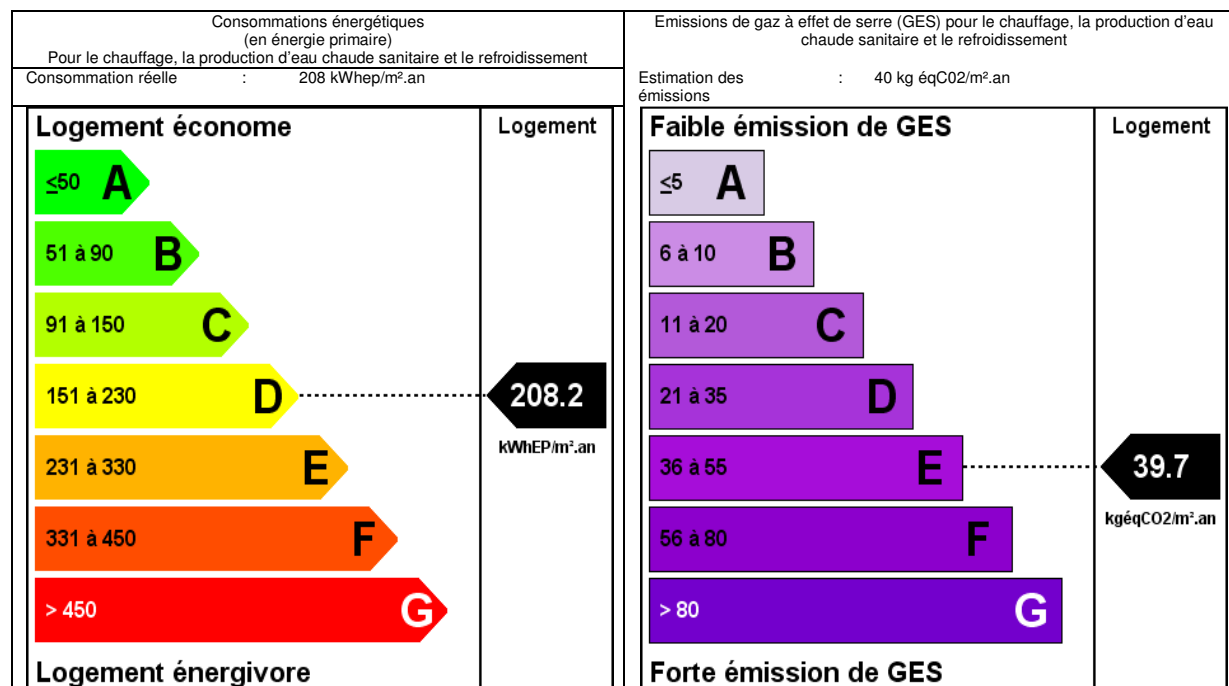 Consommations énergétiques
(en énergie primaire)
Pour le chauffage, la production d'eau chaude sanitaire et le refroidissement
Consommation réelle : 208 kWhep/m².an
Logement économe
Logement
≤50 A
51 à 90 B
91 à 150 C
151 à 230 D
208.2
kWhEP/m².an
231 à 330 E
331 à 450 F
> 450 G
Logement énergivore
Emissions de gaz à effet de serre (GES) pour le chauffage, la production d'eau
chaude sanitaire et le refroidissement
Estimation des : 40 kg éqC02/m².an
émissions
Faible émission de GES
Logement
≤5 A
6 à 10 B
11 à 20 C
21 à 35 D
36 à 55 E
39.7
kgéqCO2/m².an
56 à 80 F
> 80 G
Forte émission de GES